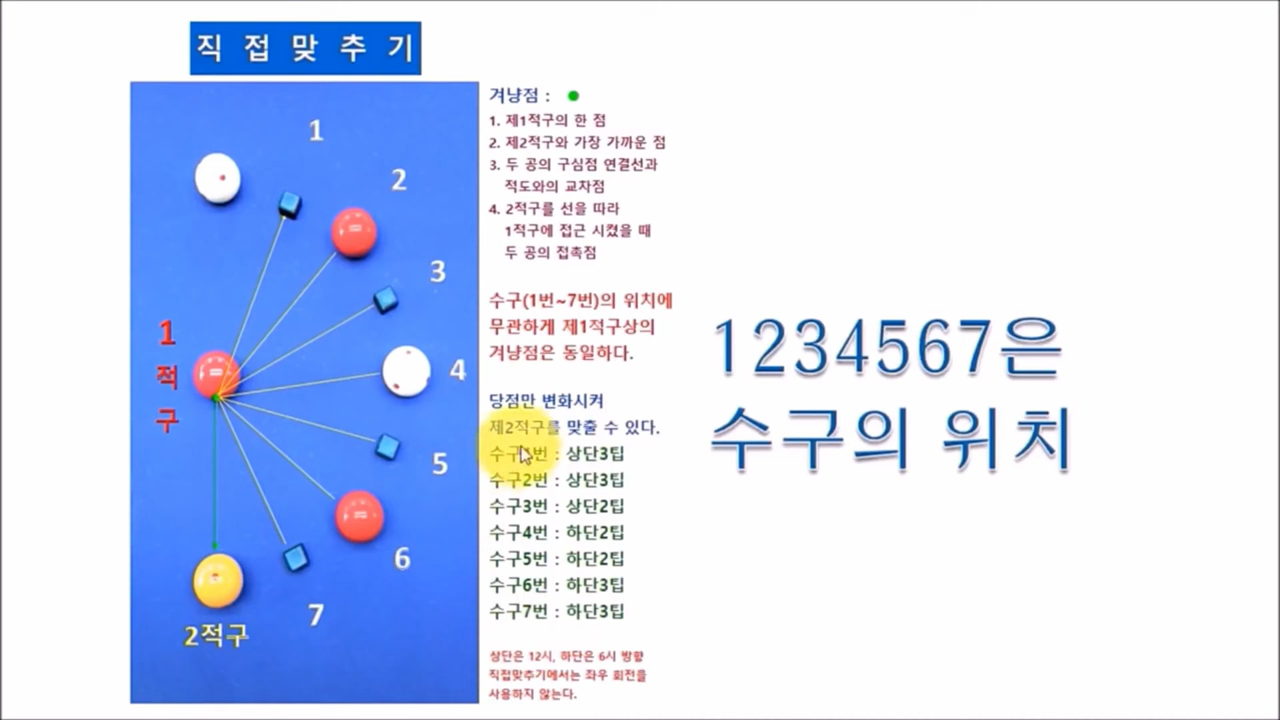 직접맞추기
1
2
3
4
5
6
7
1
적
구
2적구
겨냥점 :
1. 제1적구의 한 점
2. 제2적구와 가장 가까운 점
3. 두 공의 구심점 연결선과
적도와의 교차점
4. 2적구를 선을 따라
1적구에 접근 시켰을 때
두 공의 접촉점
수구(1번~7번)의 위치에
무관하게 제1적구상의
겨냥점은 동일하다.
당점만 변화시켜
제2적구를 맞출 수 있다.
수구1번 : 상단3팁
수구2번 : 상단3팁
수구3번 : 상단2팁
수구4번 : 하단2팁
수구5번 : 하단2팁
수구6번 : 하단3팁
수구7번 : 하단3팁
상단은 12시, 하단은 6시 방향
직접맞추기에서는 좌우 회전을
사용하지 않는다.
1234567은
수구의 위치